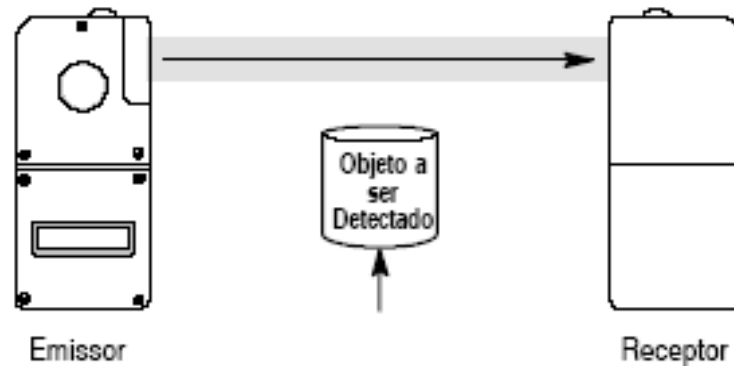 Objeto a
ser
Detectado
Emissor
Receptor